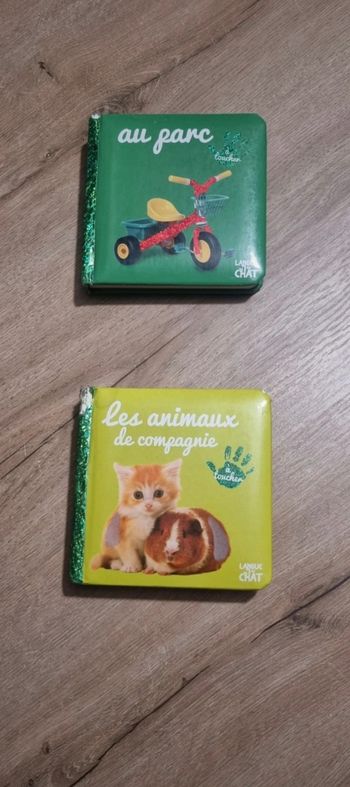 au parc
à
toucher
LANGUE
AU
CHAT
Les animaux
de compagnie
à
toucher
LANGUE
AU
CHAT